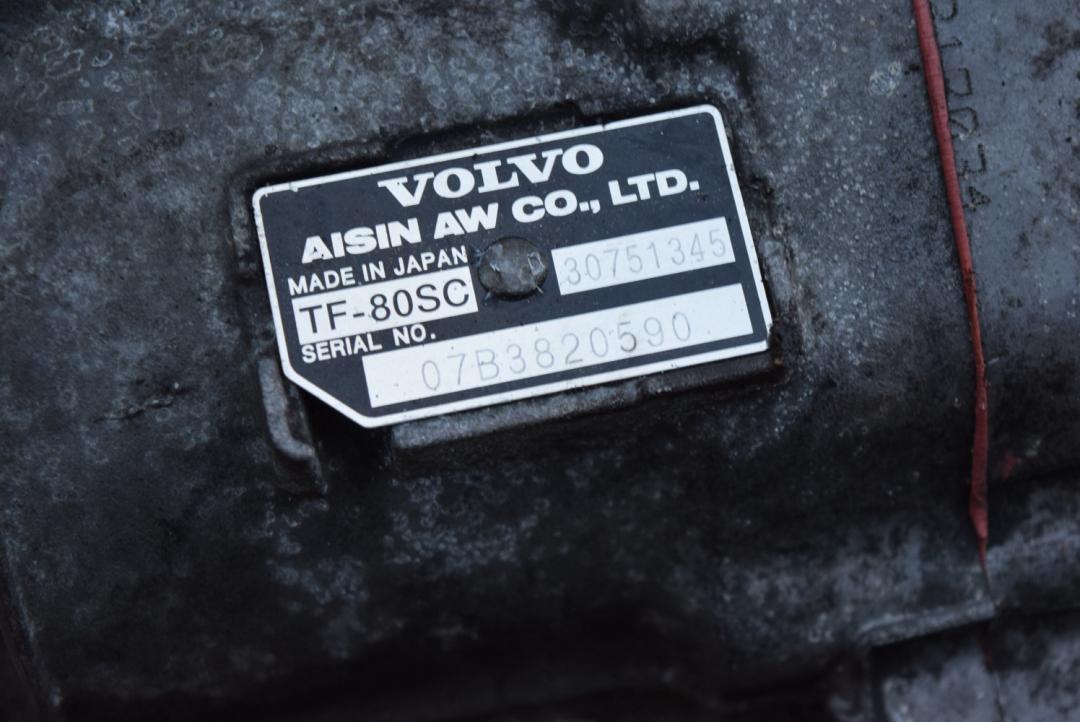 VOLVO
AISIN AW CO., LTD.
MADE IN JAPAN
TF-80SC 30751345
SERIAL NO.
07B3820590